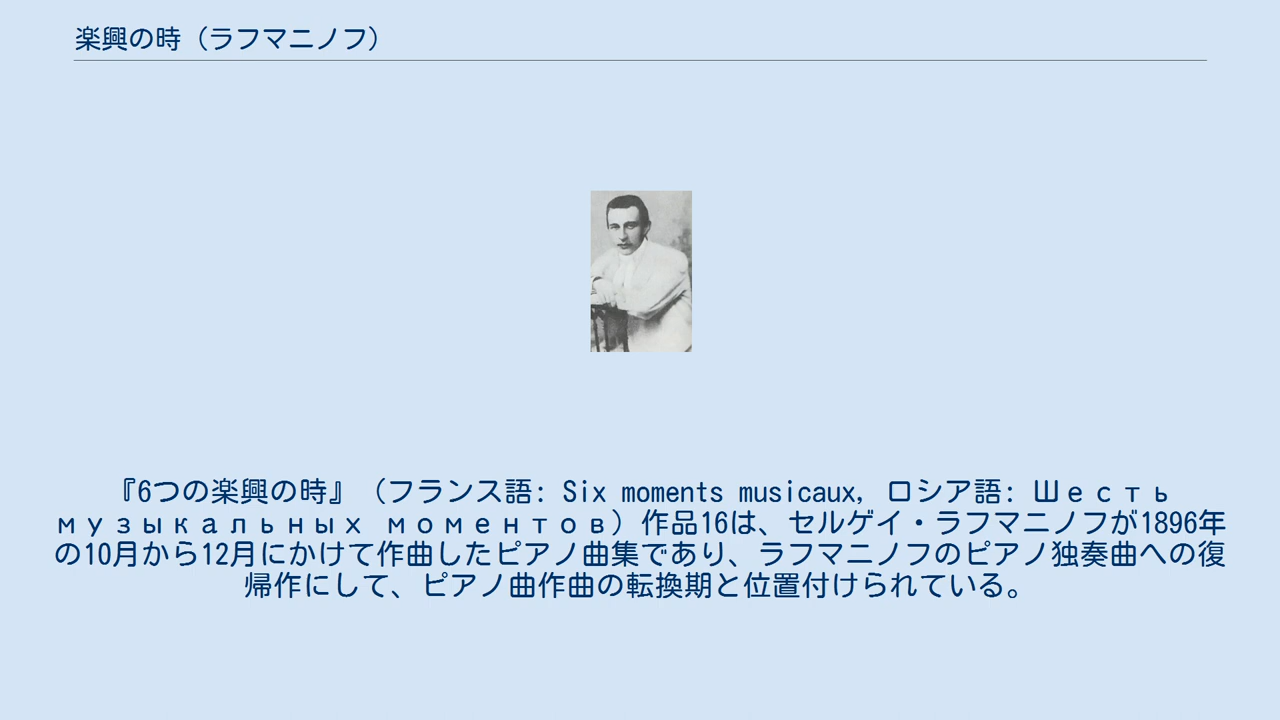 楽興の時（ラフマニノフ）
『6つの楽興の時』（フランス語: Six moments musicaux, ロシア語: Шесть
музыкальных моментов）作品16は、セルゲイ・ラフマニノフが1896年
の10月から12月にかけて作曲したピアノ曲集であり、ラフマニノフのピアノ独奏曲への復
帰作にして、ピアノ曲作曲の転換期と位置付けられている。